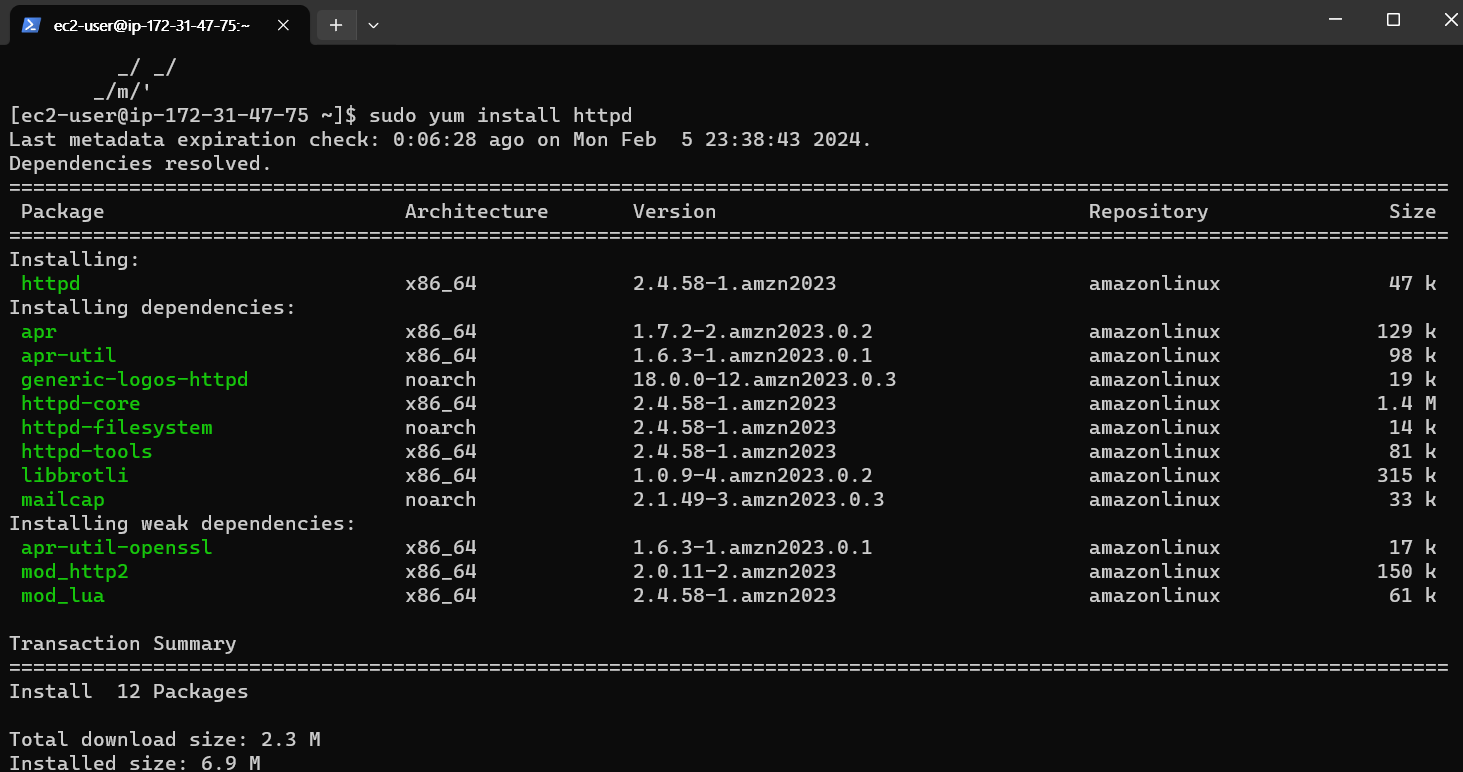 ec2-user@ip-172-31-47-75:~
_/ _/
_/m/'
[ec2-user@ip-172-31-47-75 ~]$ sudo yum install httpd
Last metadata expiration check: 0:06:28 ago on Mon Feb  5 23:38:43 2024.
Dependencies resolved.
========================================================================================================================
 Package                         Architecture       Version                               Repository               Size
========================================================================================================================
Installing:
 httpd                           x86_64             2.4.58-1.amzn2023                     amazonlinux              47 k
Installing dependencies:
 apr                             x86_64             1.7.2-2.amzn2023.0.2                  amazonlinux             129 k
 apr-util                        x86_64             1.6.3-1.amzn2023.0.1                  amazonlinux              98 k
 generic-logos-httpd             noarch             18.0.0-12.amzn2023.0.3                amazonlinux              19 k
 httpd-core                      x86_64             2.4.58-1.amzn2023                     amazonlinux             1.4 M
 httpd-filesystem                noarch             2.4.58-1.amzn2023                     amazonlinux              14 k
 httpd-tools                     x86_64             2.4.58-1.amzn2023                     amazonlinux              81 k
 libbrotli                       x86_64             1.0.9-4.amzn2023.0.2                  amazonlinux             315 k
 mailcap                         noarch             2.1.49-3.amzn2023.0.3                 amazonlinux              33 k
Installing weak dependencies:
 apr-util-openssl                x86_64             1.6.3-1.amzn2023.0.1                  amazonlinux              17 k
 mod_http2                       x86_64             2.0.11-2.amzn2023                     amazonlinux             150 k
 mod_lua                         x86_64             2.4.58-1.amzn2023                     amazonlinux              61 k
Transaction Summary
========================================================================================================================
Install  12 Packages
Total download size: 2.3 M
Installed size: 6.9 M